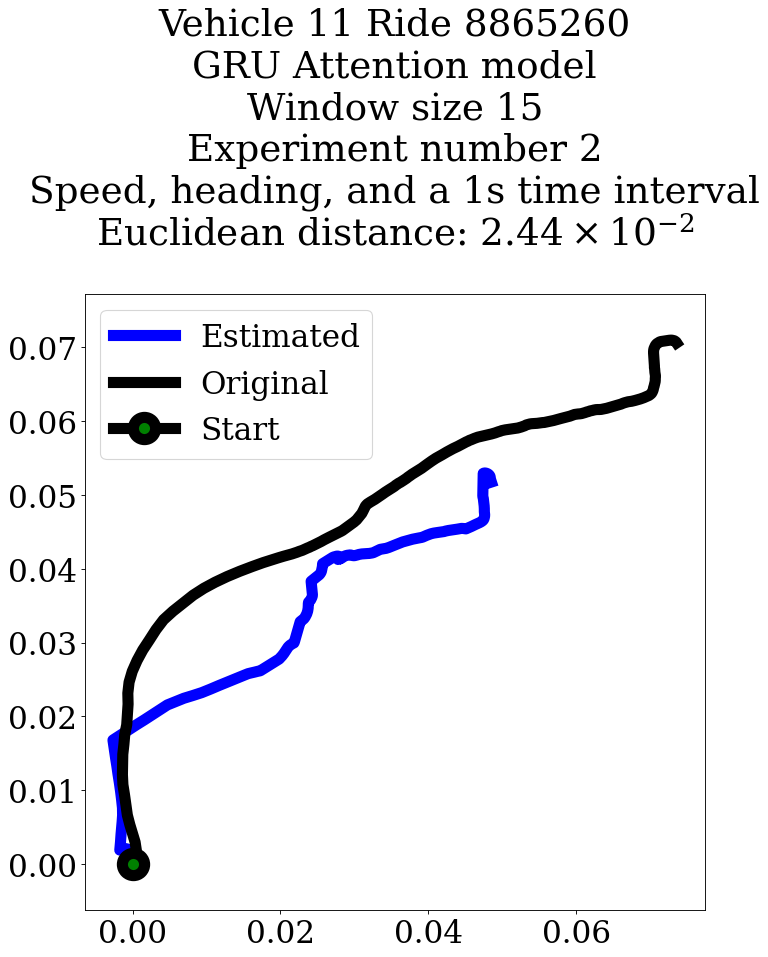 Vehicle 11 Ride 8865260
GRU Attention model
Window size 15
Experiment number 2
Speed, heading, and a 1s time interval
Euclidean distance: 2.44 × 10⁻²
Estimated
Original
Start
0.07
0.06
0.05
0.04
0.03
0.02
0.01
0.00
0.00 0.02 0.04 0.06